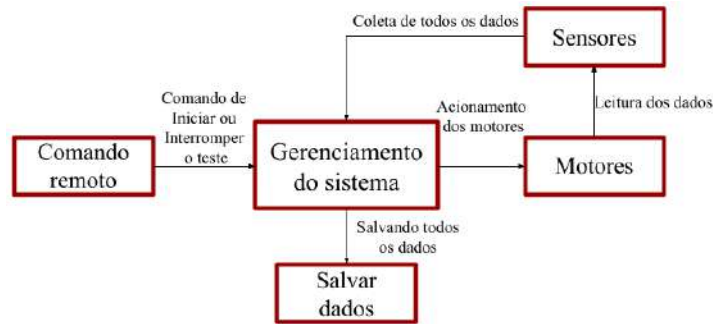 Coleta de todos os dados
Sensores
Comando de
Iniciar ou
Interromper
o teste
Acionamento
dos motores
Leitura dos dados
Comando
remoto
Gerenciamento
do sistema
Motores
Salvando todos
os dados
Salvar
dados